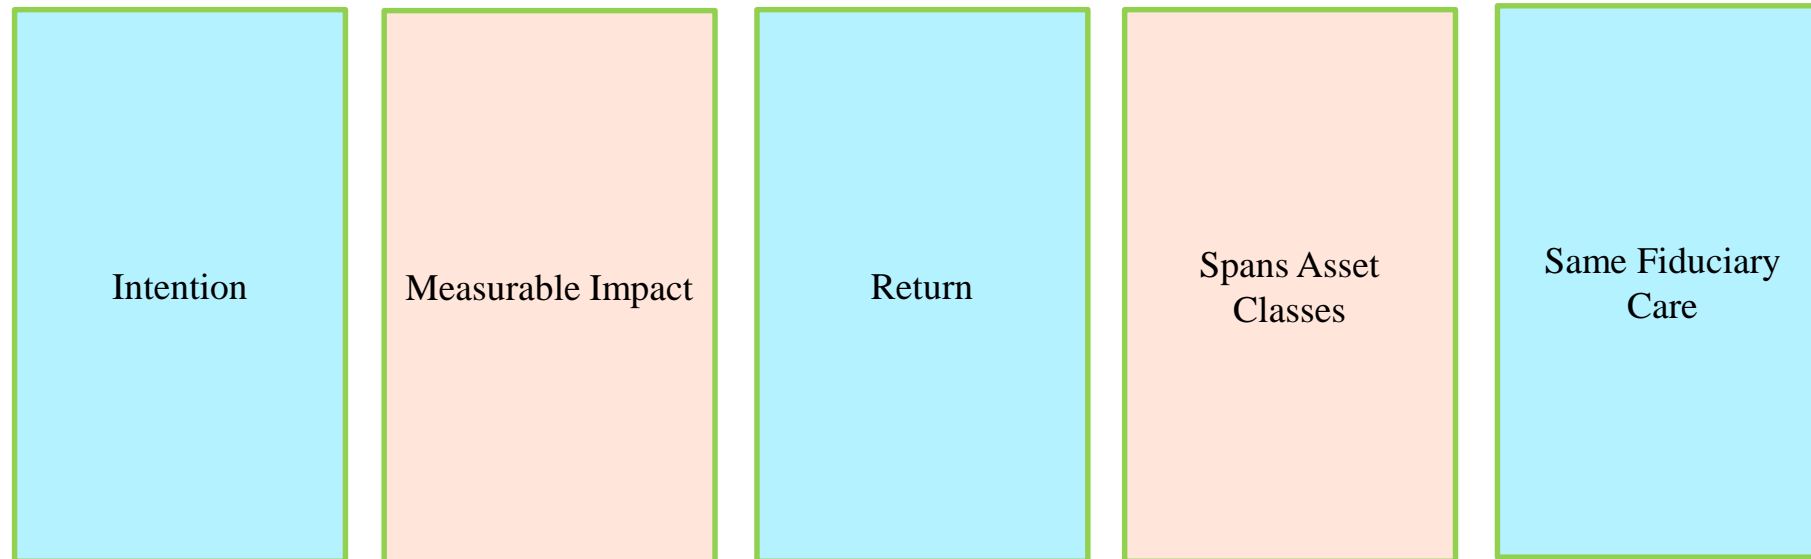 Intention
Measurable Impact
Return
Spans Asset
Classes
Same Fiduciary
Care